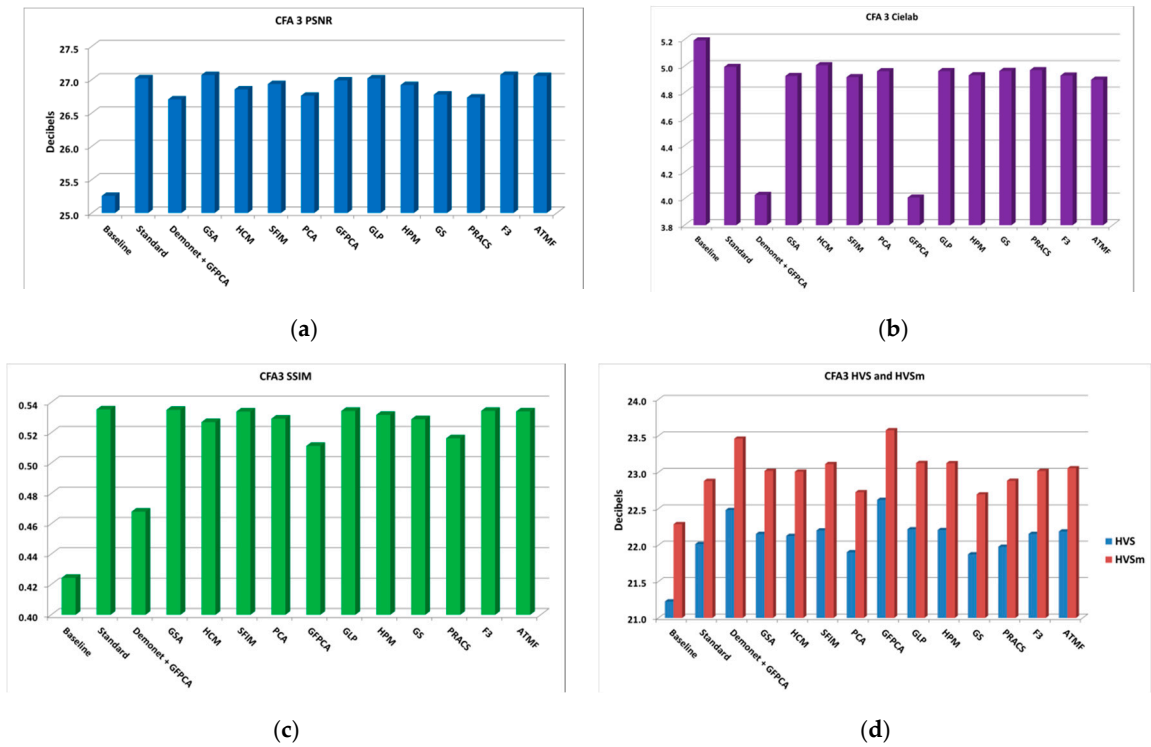 CFA 3 PSNR
27.5
27.0
26.5
26.0
25.5
25.0
Decibels
Baseline
Standard
Demonet + GFPCA
GSA
HCM
SFIM
PCA
GFPCA
GLP
HPM
GS
PRACS
F3
ATMF
(a)
CFA 3 Cielab
5.2
5.0
4.8
4.6
4.4
4.2
4.0
3.8
Baseline
Standard
Demonet + GFPCA
GSA
HCM
SFIM
PCA
GFPCA
GLP
HPM
GS
PRACS
F3
ATMF
(b)
CFA3 SSIM
0.54
0.52
0.50
0.48
0.46
0.44
0.42
0.40
Baseline
Standard
Demonet + GFPCA
GSA
HCM
SFIM
PCA
GFPCA
GLP
HPM
GS
PRACS
F3
ATMF
(c)
CFA3 HVS and HVSm
24.0
23.5
23.0
22.5
22.0
21.5
21.0
Decibels
Baseline
Standard
Demonet + GFPCA
GSA
HCM
SFIM
PCA
GFPCA
GLP
HPM
GS
PRACS
F3
ATMF
HVS
HVSm
(d)